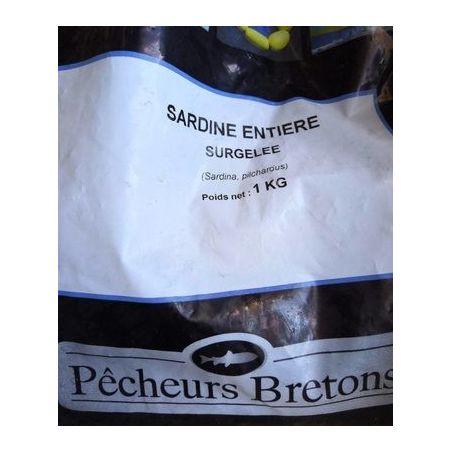 SARDINE ENTIERE
SURGELEE
(Sardina, pilcharous)
Poids net : 1 KG
Pêcheurs Bretons